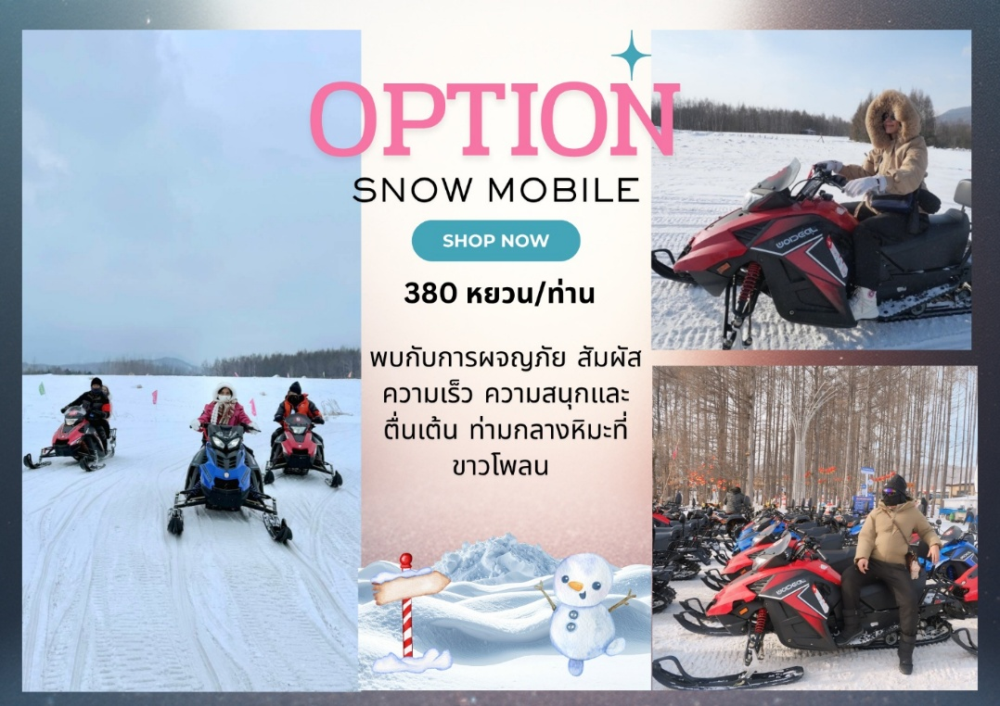 OPTION
SNOW MOBILE
SHOP NOW
380 หยวน/ท่าน
พบกับการผจญภัย สัมผัส
ความเร็ว ความสนุกและ
ตื่นเต้น ท่ามกลางหิมะที่
ขาวโพลน
WODEAL
WODEAL